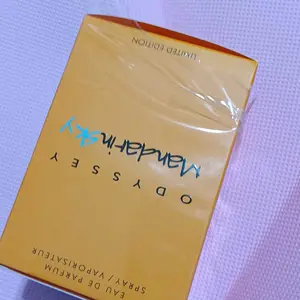 ODYSSEY
Mandarin sky
LIMITED EDITION
EAU DE PARFUM
SPRAY / VAPORISATEUR